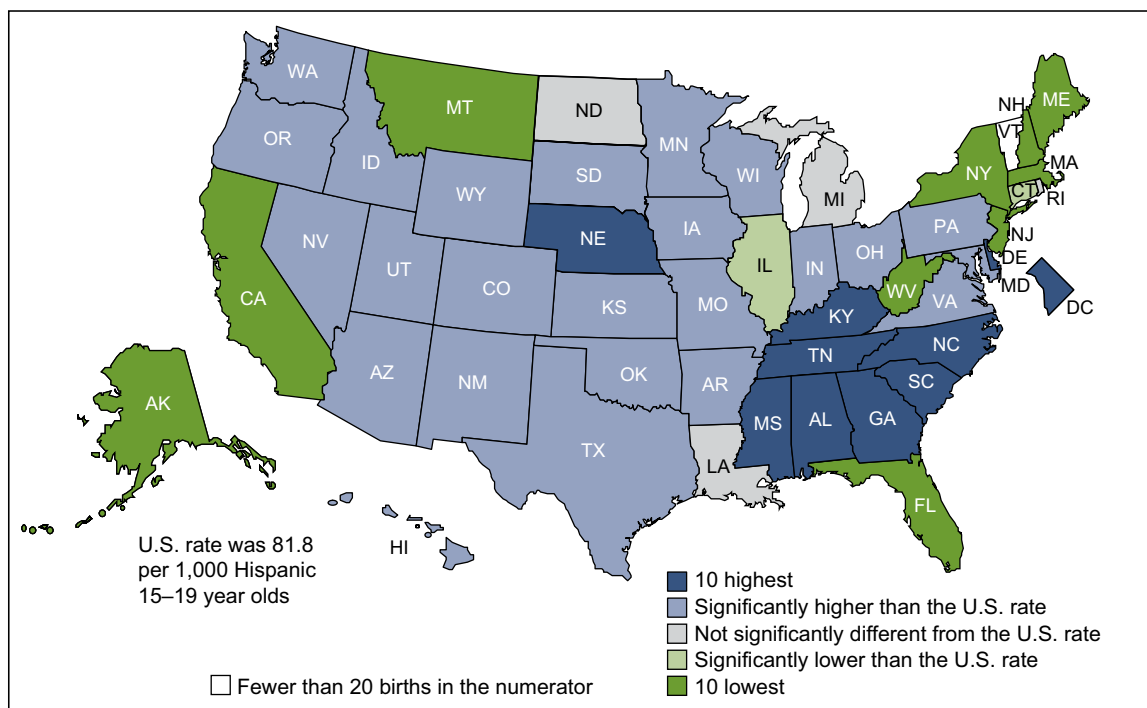 WA
MT
ND
MN
ME
NH
VT
OR
ID
SD
WI
NY
MA
WY
MI
CT
RI
NE
IA
PA
NJ
NV
UT
IL
IN
OH
DE
CA
CO
WV
MD
KS
MO
VA
DC
KY
NC
TN
AZ
NM
OK
AR
SC
AK
MS
AL
GA
TX
LA
FL
HI
U.S. rate was 81.8
per 1,000 Hispanic
15–19 year olds
10 highest
Significantly higher than the U.S. rate
Not significantly different from the U.S. rate
Significantly lower than the U.S. rate
10 lowest
Fewer than 20 births in the numerator